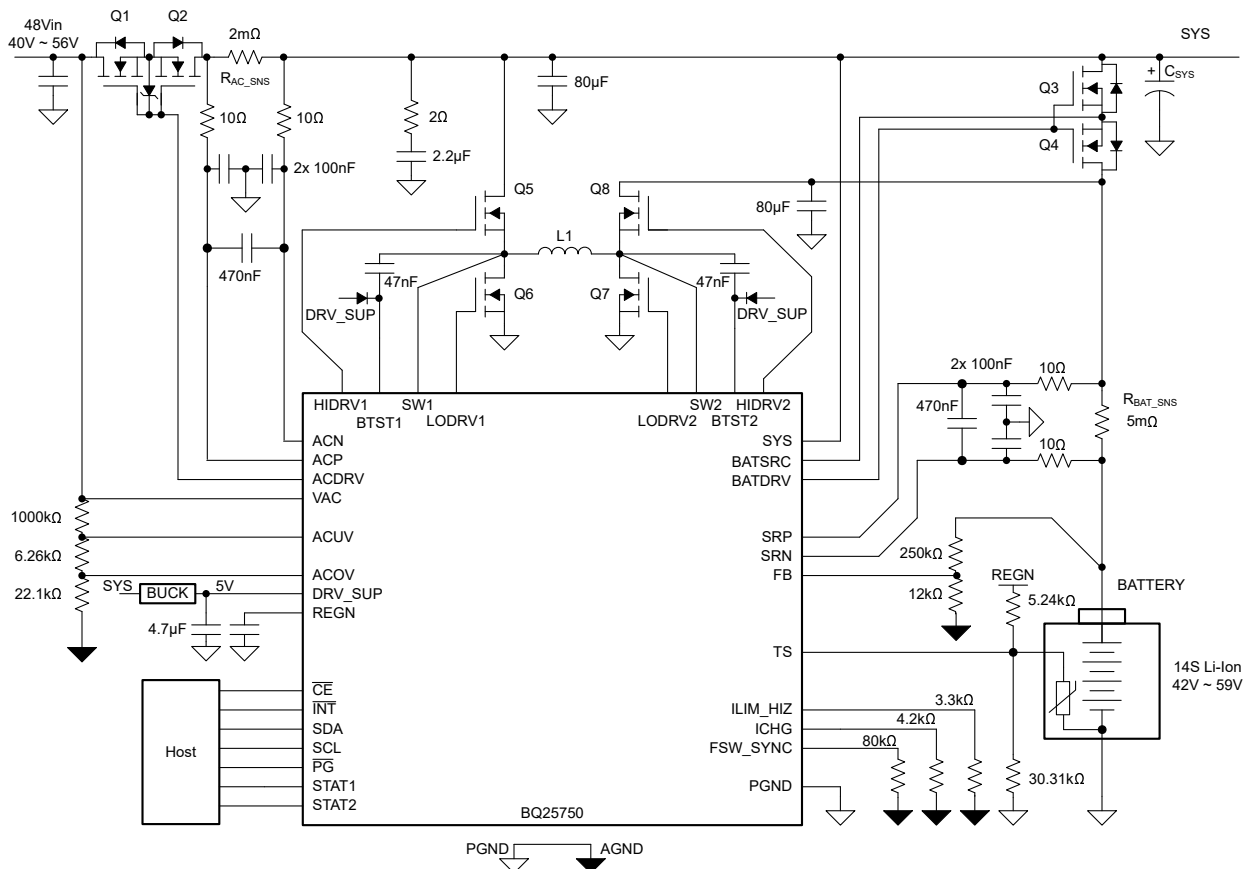 48Vin
40V ~ 56V
Q1
Q2
2mΩ
R_AC_SNS
SYS
C_SYS
+
80µF
Q3
Q4
10Ω
10Ω
2Ω
2.2µF
2x 100nF
470nF
Q5
Q8
80µF
L1
47nF
47nF
Q6
Q7
DRV_SUP
DRV_SUP
2x 100nF
10Ω
470nF
R_BAT_SNS
5mΩ
10Ω
HIDRV1
BTST1
SW1
LODRV1
LODRV2
SW2
BTST2
HIDRV2
ACN
ACP
ACDRV
VAC
ACUV
ACOV
DRV_SUP
REGN
CE
INT
SDA
SCL
PG
STAT1
STAT2
SYS
BATSRC
BATDRV
SRP
SRN
FB
TS
ILIM_HIZ
ICHG
FSW_SYNC
PGND
BQ25750
1000kΩ
6.26kΩ
22.1kΩ
SYS
BUCK
5V
4.7µF
Host
250kΩ
12kΩ
REGN
5.24kΩ
BATTERY
14S Li-Ion
42V ~ 59V
3.3kΩ
4.2kΩ
80kΩ
30.31kΩ
PGND
AGND